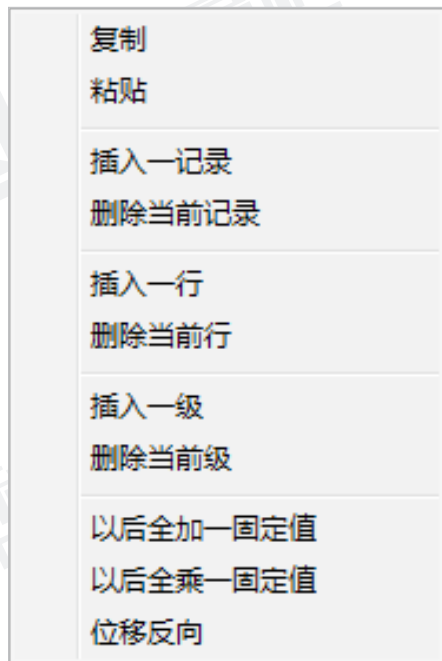 复制
粘贴
插入一记录
删除当前记录
插入一行
删除当前行
插入一级
删除当前级
以后全加一固定值
以后全乘一固定值
位移反向